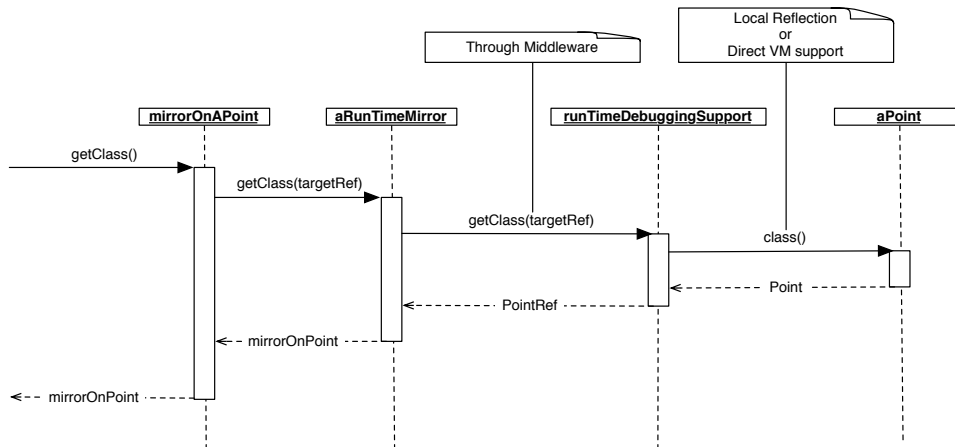 Local Reflection
or
Direct VM support
Through Middleware
mirrorOnAPoint
aRunTimeMirror
runTimeDebuggingSupport
aPoint
getClass()
getClass(targetRef)
getClass(targetRef)
class()
Point
PointRef
mirrorOnPoint
mirrorOnPoint